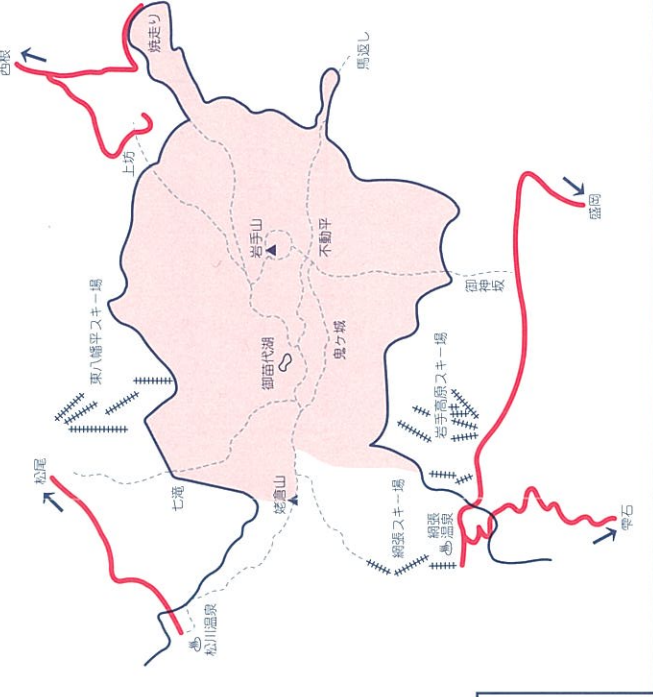 西根
焼走り
馬返し
上坊
岩手山
不動平
盛岡
御神坂
東八幡平スキー場
御苗代湖
鬼ヶ城
岩手高原スキー場
松尾
七滝
姥倉山
網張スキー場
網張
温泉
雫石
松川温泉